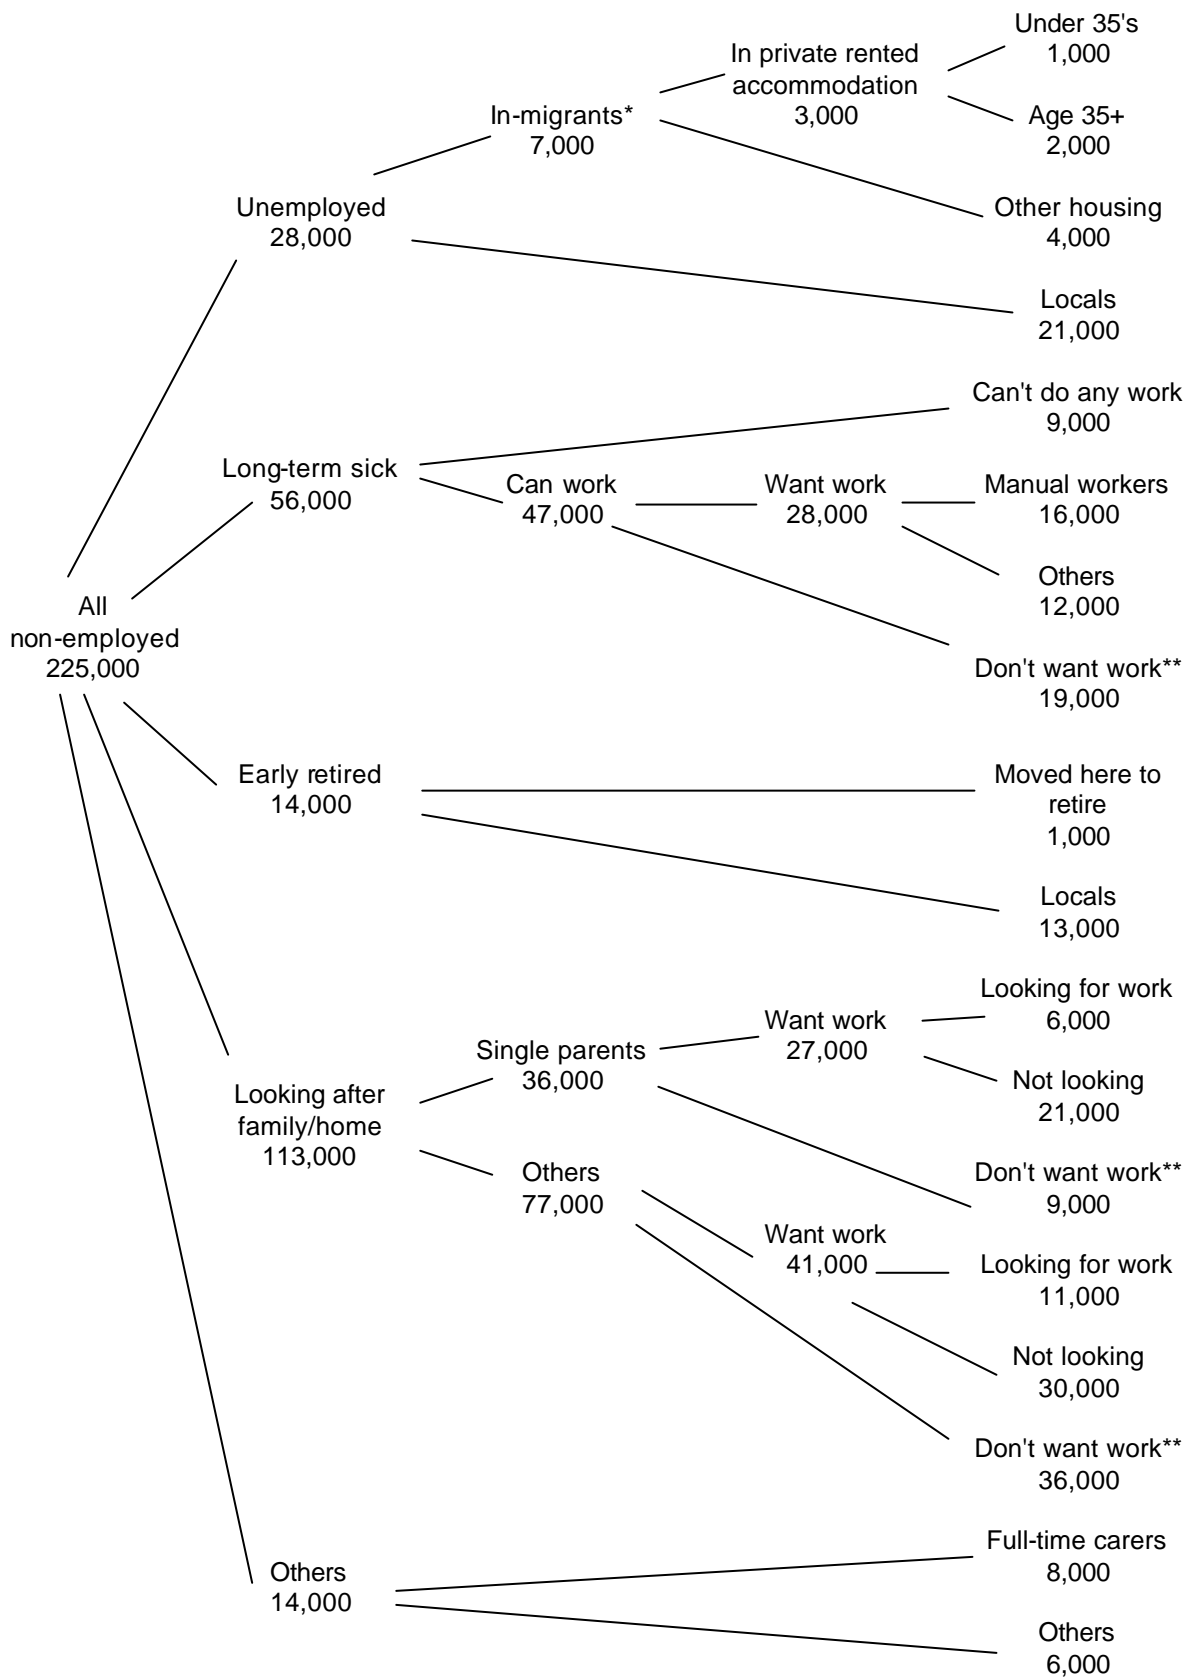 Under 35's
1,000
In private rented
accommodation
3,000
In-migrants*
7,000
Age 35+
2,000
Unemployed
28,000
Other housing
4,000
Locals
21,000
Can't do any work
9,000
Long-term sick
56,000
Can work
47,000
Want work
28,000
Manual workers
16,000
Others
12,000
All
non-employed
225,000
Don't want work**
19,000
Early retired
14,000
Moved here to
retire
1,000
Locals
13,000
Looking for work
6,000
Want work
27,000
Single parents
36,000
Not looking
21,000
Looking after
family/home
113,000
Others
77,000
Don't want work**
9,000
Want work
41,000
Looking for work
11,000
Not looking
30,000
Don't want work**
36,000
Full-time carers
8,000
Others
14,000
Others
6,000